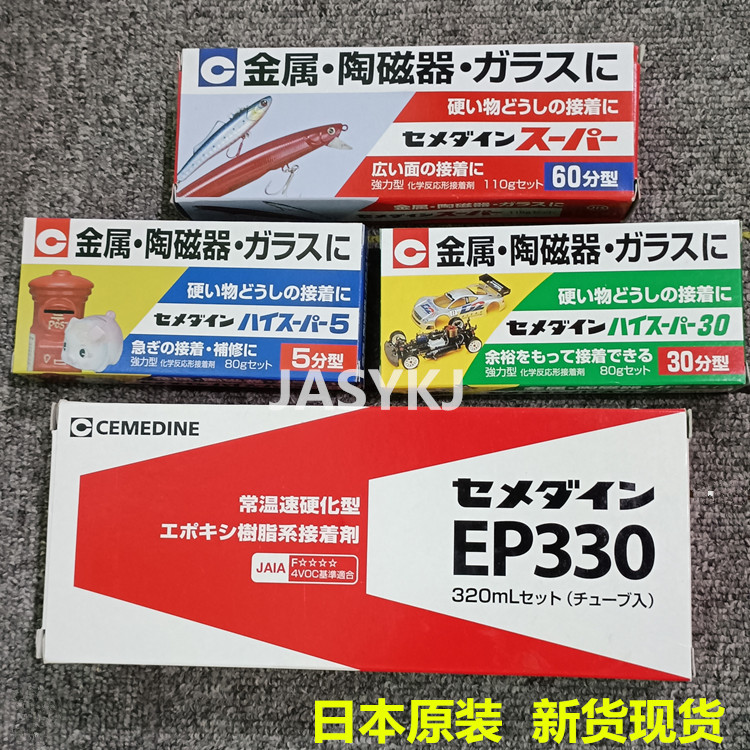 C 金属・陶磁器・ガラスに
硬い物どうしの接着に
セメダインスーパー
広い面の接着に
強力型 化学反応形接着剤 110gセット
60分型
金属・陶磁器・ガラスに
C 金属・陶磁器・ガラスに
硬い物どうしの接着に
セメダイン ハイスーパー5
急ぎの接着・補修に
強力型 化学反応形接着剤 80gセット
5分型
POST
C 金属・陶磁器・ガラスに
硬い物どうしの接着に
セメダイン ハイスーパー30
余裕をもって接着できる
強力型 化学反応形接着剤 80gセット
30分型
JASYKJ
C CEMEDINE
常温速硬化型
エポキシ樹脂系接着剤
JAIA F☆☆☆☆
4VOC基準適合
セメダイン
EP330
320mLセット(チューブ入)
日本原装 新货现货